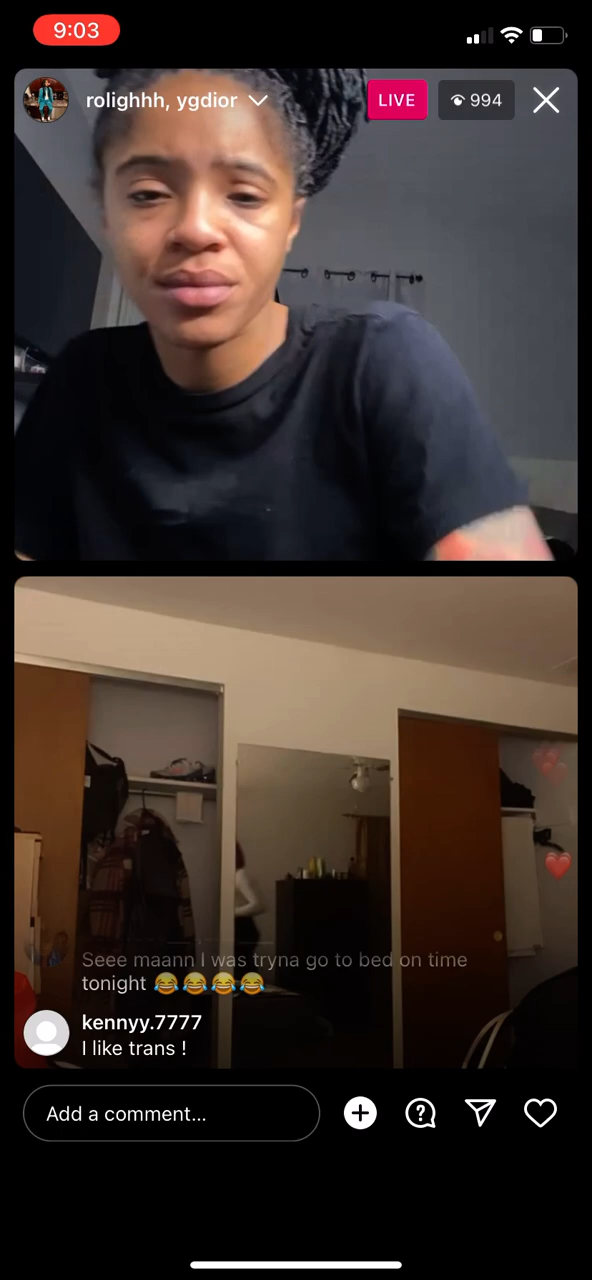 9:03
rolighhh, ygdior
LIVE
994
Seee maann I was tryna go to bed on time
tonight 😂😂😂😂
kennyy.7777
I like trans !
Add a comment...